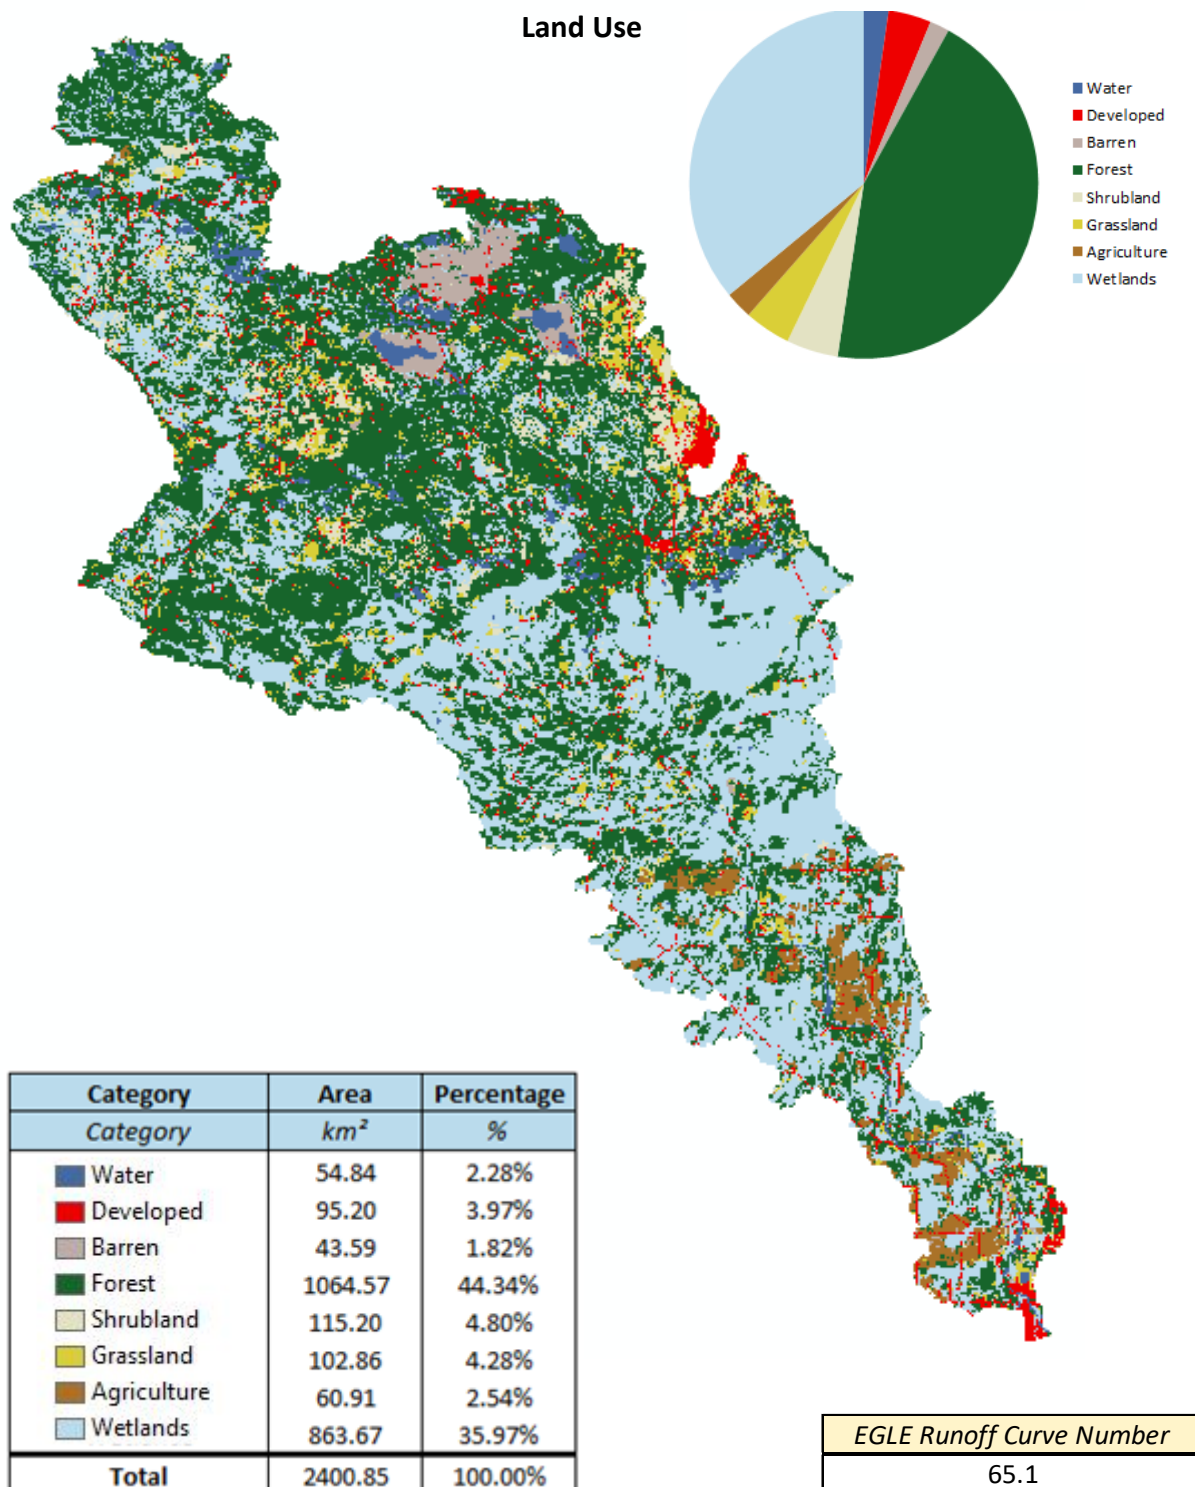 Land Use
Water
Developed
Barren
Forest
Shrubland
Grassland
Agriculture
Wetlands
Category Area Percentage
Category km² %
Water 54.84 2.28%
Developed 95.20 3.97%
Barren 43.59 1.82%
Forest 1064.57 44.34%
Shrubland 115.20 4.80%
Grassland 102.86 4.28%
Agriculture 60.91 2.54%
Wetlands 863.67 35.97%
Total 2400.85 100.00%
EGLE Runoff Curve Number
65.1